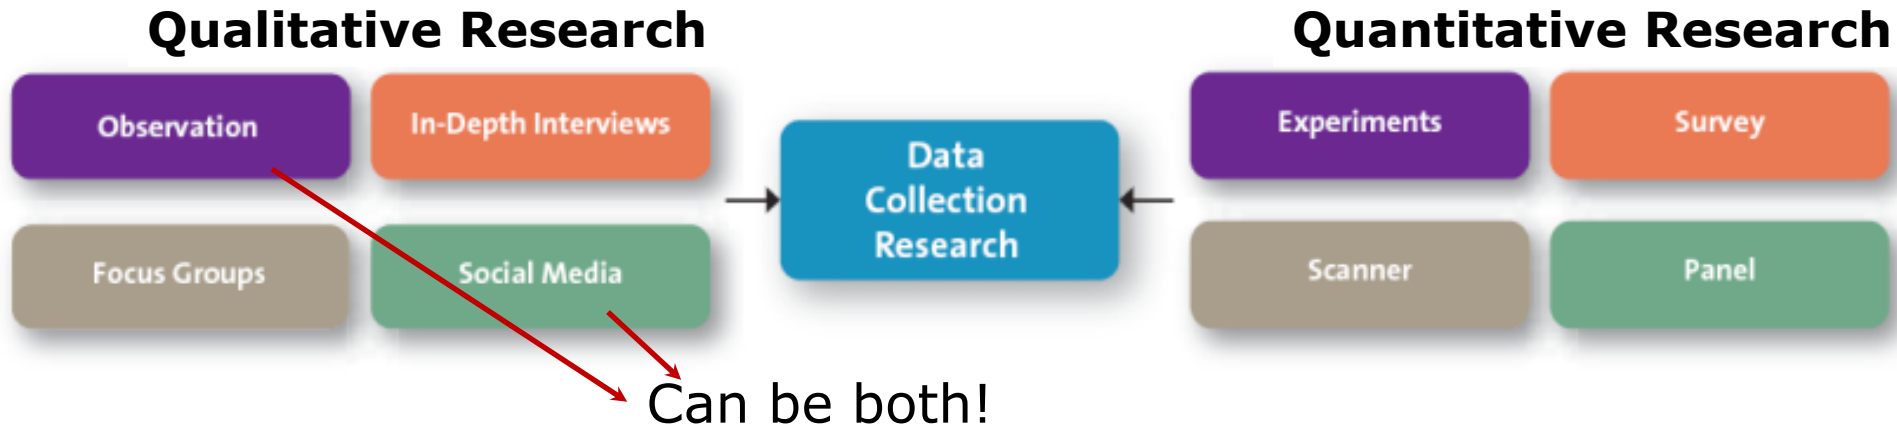 Qualitative Research
Quantitative Research
Observation
In-Depth Interviews
Focus Groups
Social Media
Data
Collection
Research
Experiments
Survey
Scanner
Panel
Can be both!